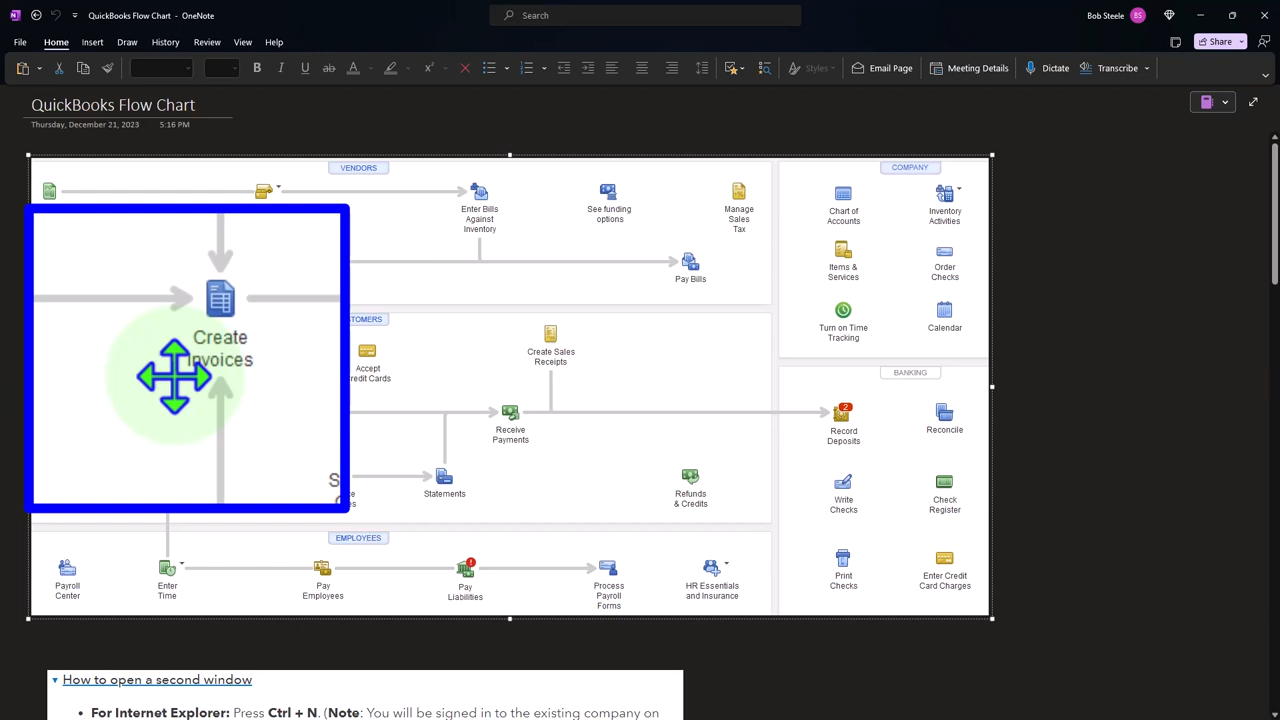 QuickBooks Flow Chart - OneNote
Search
Bob Steele
BS
File Home Insert Draw History Review View Help
Share
Styles
Email Page
Meeting Details
Dictate
Transcribe
QuickBooks Flow Chart
Thursday, December 21, 2023 5:16 PM
VENDORS
Enter Bills
Against
Inventory
See funding
options
Manage
Sales
Tax
Pay Bills
COMPANY
Chart of
Accounts
Inventory
Activities
Items &
Services
Order
Checks
Turn on Time
Tracking
Calendar
Create
Invoices
TOMERS
Accept
redit Cards
Create Sales
Receipts
Receive
Payments
Statements
Refunds
& Credits
BANKING
2
Record
Deposits
Reconcile
Write
Checks
Check
Register
Print
Checks
Enter Credit
Card Charges
EMPLOYEES
Payroll
Center
Enter
Time
Pay
Employees
Pay
Liabilities
Process
Payroll
Forms
HR Essentials
and Insurance
How to open a second window
• For Internet Explorer: Press Ctrl + N. (Note: You will be signed in to the existing company on